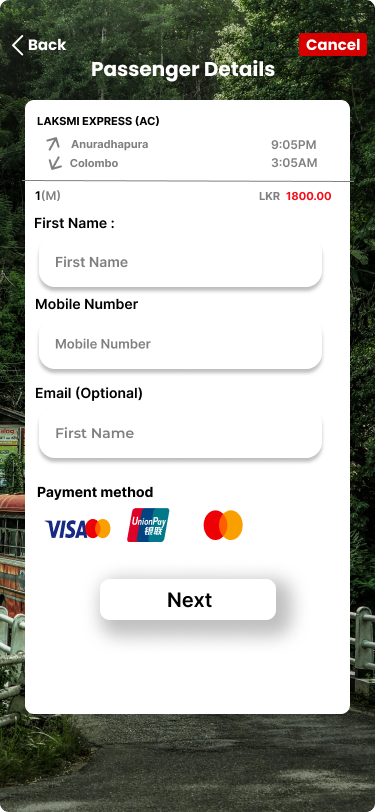 Back
Cancel
Passenger Details
LAKSMI EXPRESS (AC)
Anuradhapura 9:05PM
Colombo 3:05AM
1(M) LKR 1800.00
First Name :
First Name
Mobile Number
Mobile Number
Email (Optional)
First Name
Payment method
VISA
UnionPay
银联
Next